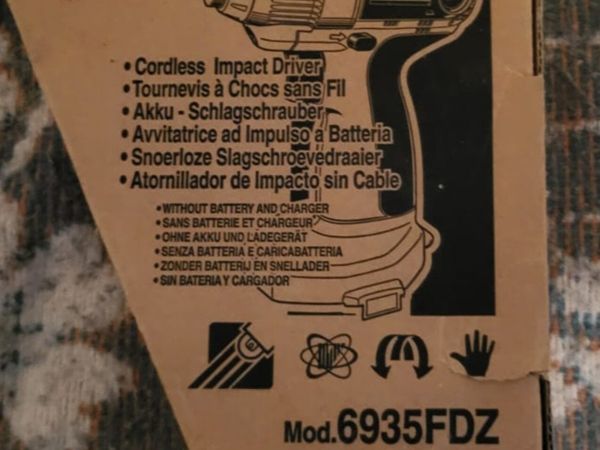 • Cordless Impact Driver
• Tournevis à Chocs sans Fil
• Akku - Schlagschrauber
• Avvitatrice ad Impulso a Batteria
• Snoerloze Slagschroevedraaier
• Atornillador de Impacto sin Cable
• WITHOUT BATTERY AND CHARGER
• SANS BATTERIE ET CHARGEUR
• OHNE AKKU UND LADEGERÄT
• SENZA BATTERIA E CARICABATTERIA
• ZONDER BATTERIJ EN SNELLADER
• SIN BATERIA Y CARGADOR
Mod.6935FDZ